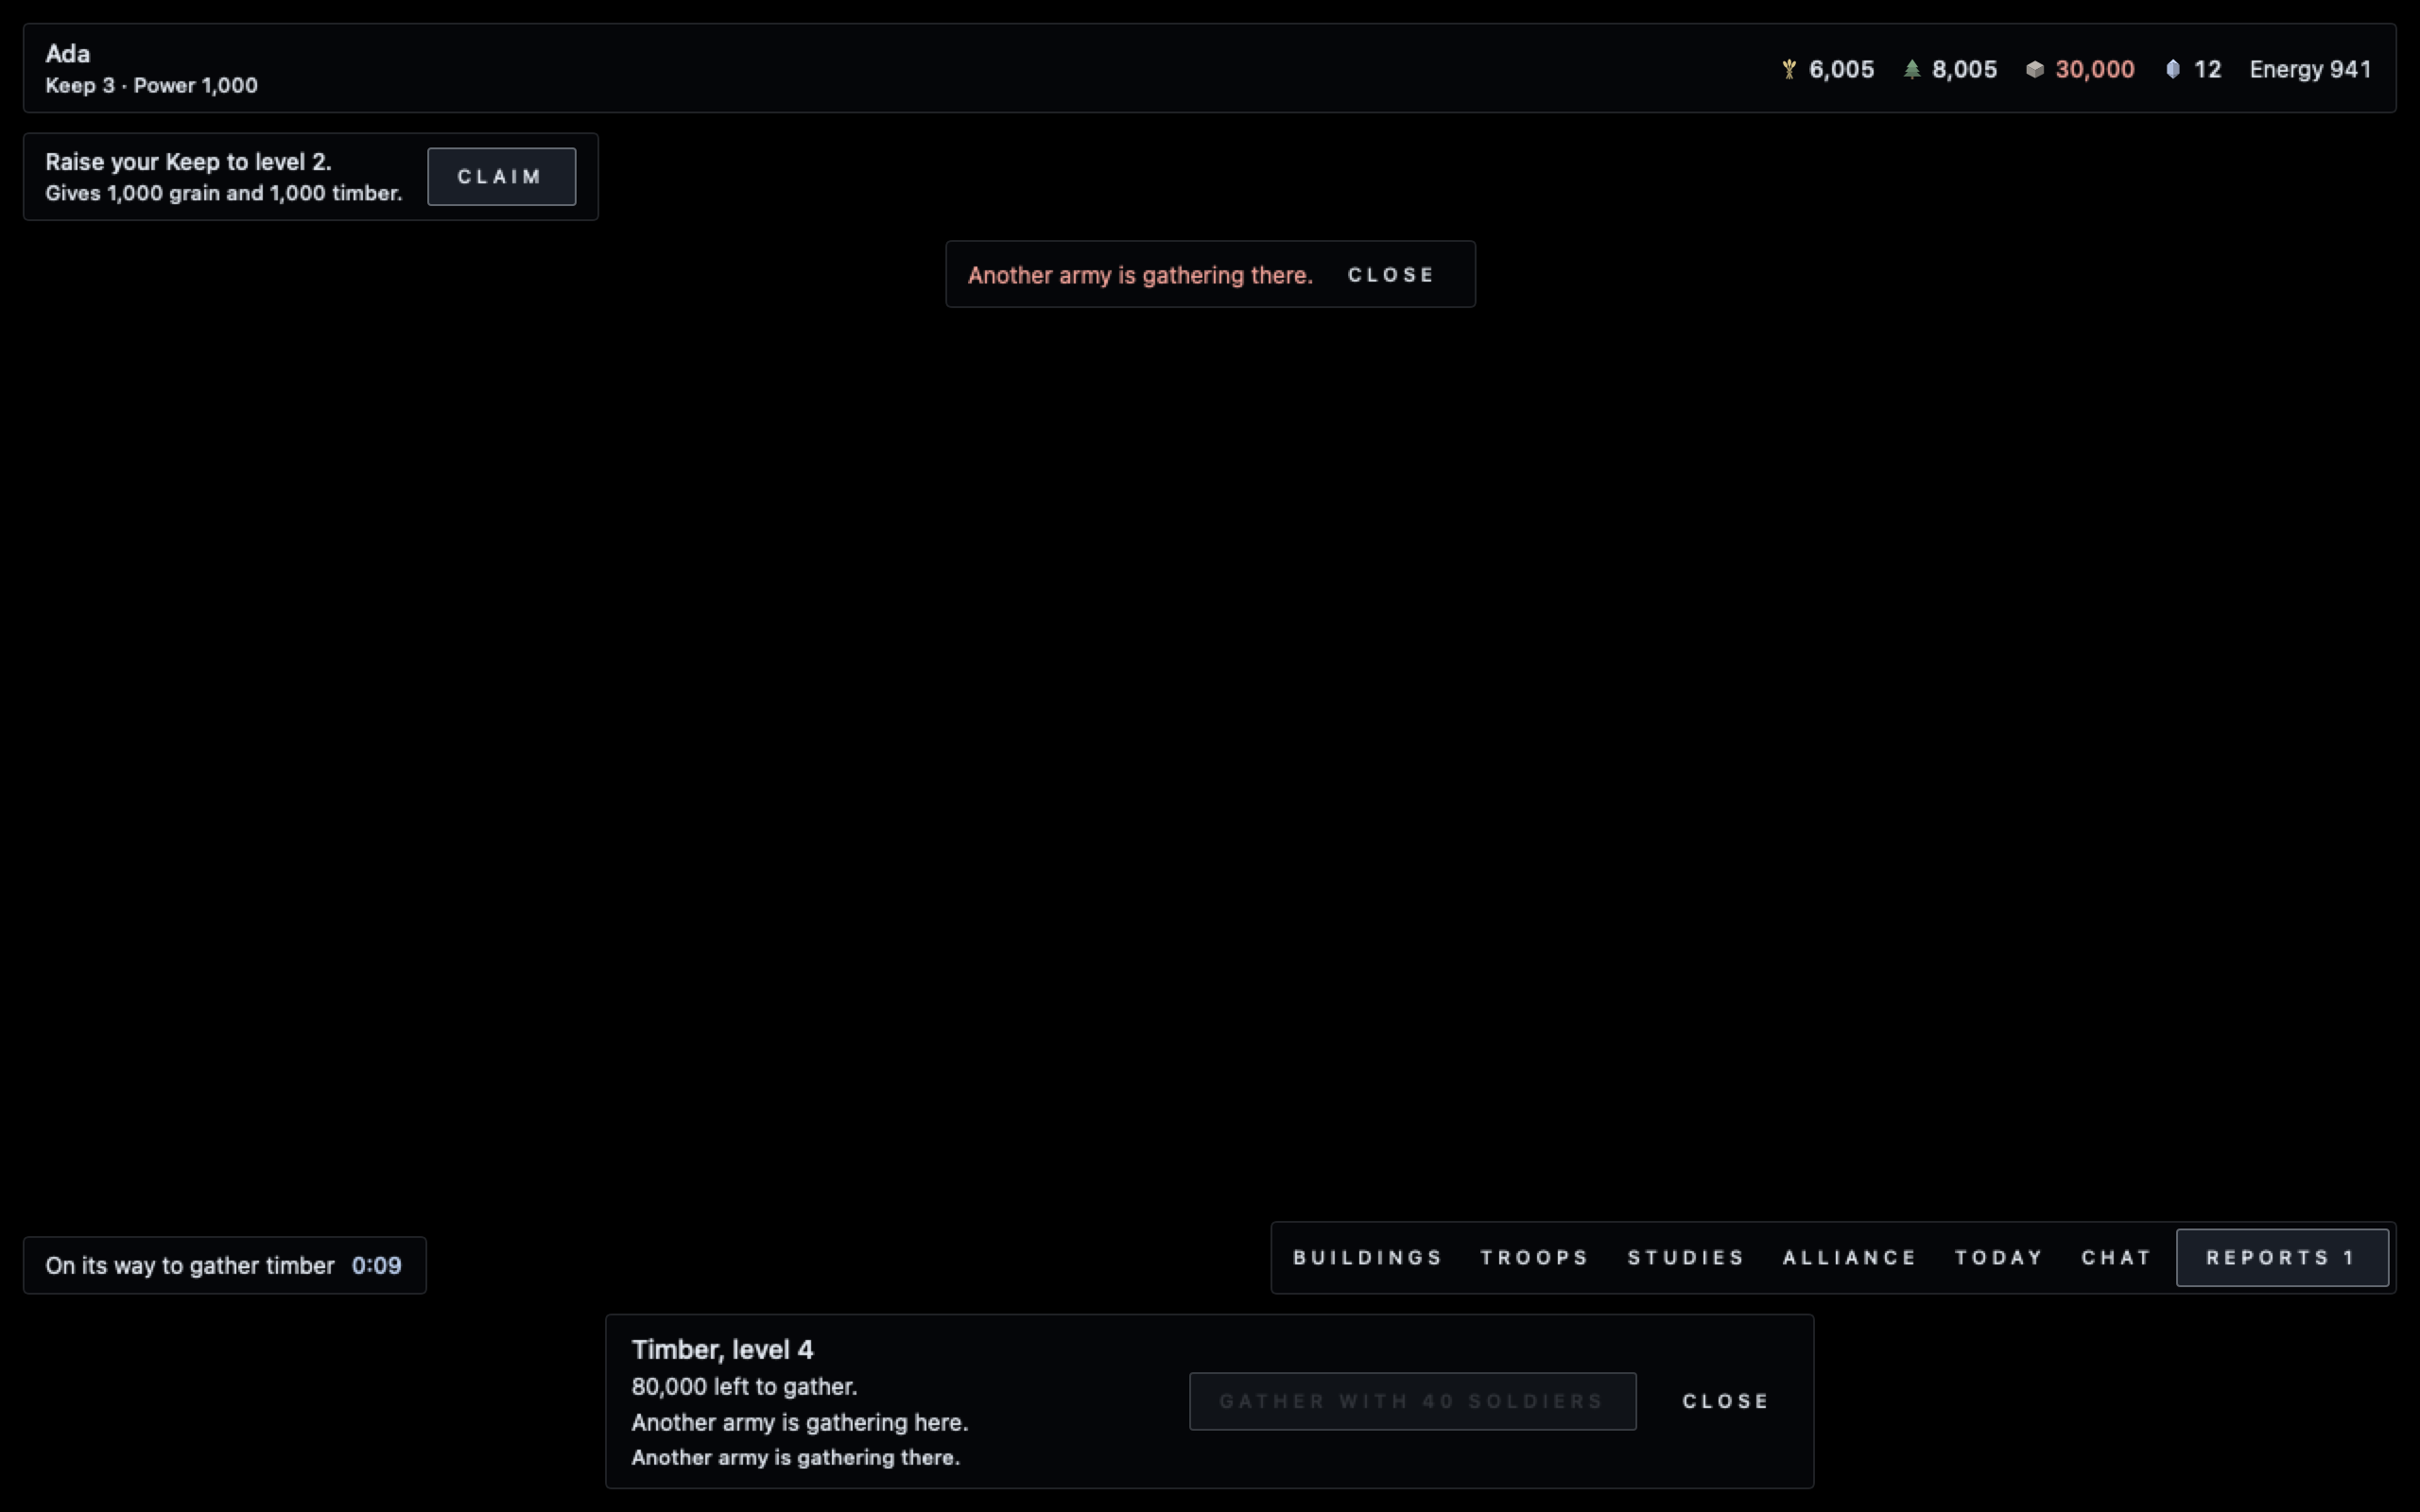 Ada
Keep 3 · Power 1,000
6,005 8,005 30,000 12 Energy 941
Raise your Keep to level 2.
Gives 1,000 grain and 1,000 timber.
CLAIM
Another army is gathering there. CLOSE
On its way to gather timber 0:09
BUILDINGS TROOPS STUDIES ALLIANCE TODAY CHAT REPORTS 1
Timber, level 4
80,000 left to gather.
Another army is gathering here.
Another army is gathering there.
GATHER WITH 40 SOLDIERS CLOSE